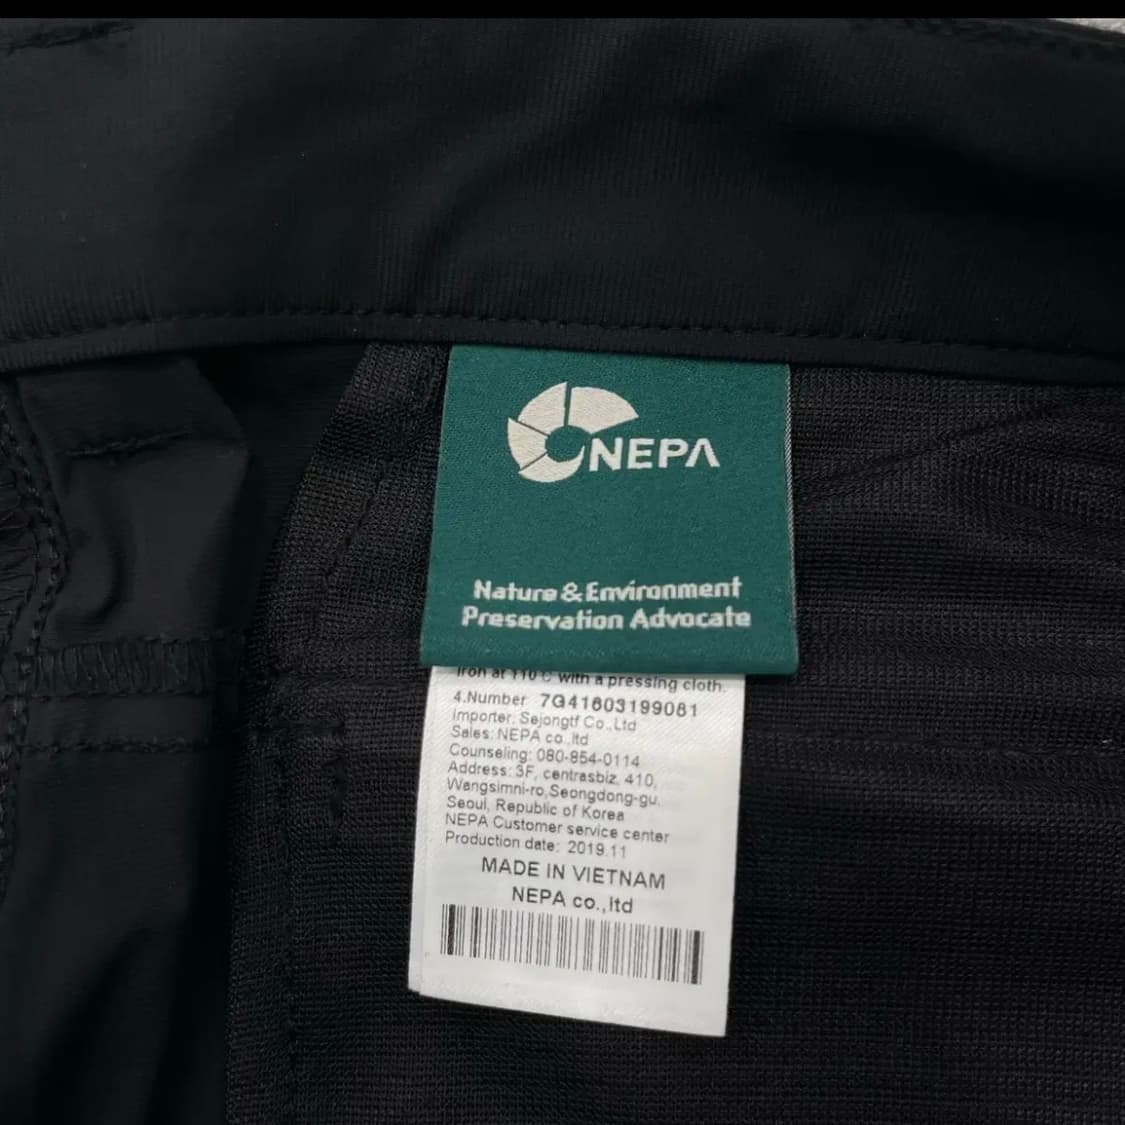 NEPA
Nature & Environment
Preservation Advocate
Iron at 110°C with a pressing cloth.
4.Number 7G41603199081
Importer: Sejongtf Co.,Ltd
Sales: NEPA co.,ltd
Counseling: 080-854-0114
Address: 3F, centrasbiz, 410,
Wangsimni-ro,Seongdong-gu,
Seoul, Republic of Korea
NEPA Customer service center
Production date: 2019.11
MADE IN VIETNAM
NEPA co.,ltd